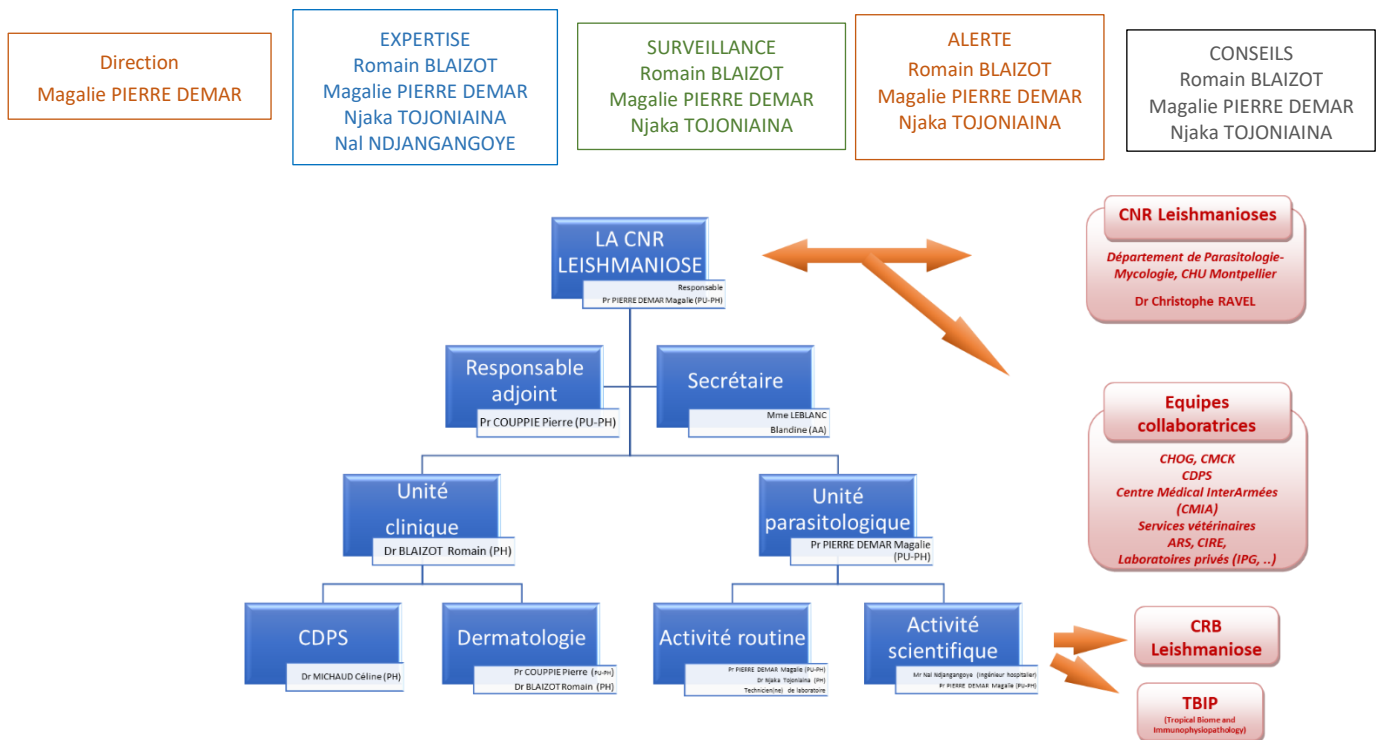 Direction
Magalie PIERRE DEMAR
EXPERTISE
Romain BLAIZOT
Magalie PIERRE DEMAR
Njaka TOJONIAINA
Nal NDJANGANGOYE
SURVEILLANCE
Romain BLAIZOT
Magalie PIERRE DEMAR
Njaka TOJONIAINA
ALERTE
Romain BLAIZOT
Magalie PIERRE DEMAR
Njaka TOJONIAINA
CONSEILS
Romain BLAIZOT
Magalie PIERRE DEMAR
Njaka TOJONIAINA
LA CNR
LEISHMANIOSE
Responsable
Pr PIERRE DEMAR Magalie (PU-PH)
Responsable
adjoint
Pr COUPPIE Pierre (PU-PH)
Secrétaire
Mme LEBLANC
Blandine (AA)
Unité
clinique
Dr BLAIZOT Romain (PH)
Unité
parasitologique
Pr PIERRE DEMAR Magalie
(PU-PH)
CDPS
Dr MICHAUD Céline (PH)
Dermatologie
Pr COUPPIE Pierre (PU-PH)
Dr BLAIZOT Romain (PH)
Activité routine
Pr PIERRE DEMAR Magalie (PU-PH)
Dr Njaka Tojoniaina (PH)
Technicien(ne) de laboratoire
Activité
scientifique
Mr Nal Ndjangangoye (Ingénieur hospitalier)
Pr PIERRE DEMAR Magalie (PU-PH)
CNR Leishmanioses
Département de Parasitologie-
Mycologie, CHU Montpellier
Dr Christophe RAVEL
Equipes
collaboratrices
CHOG, CMCK
CDPS
Centre Médical InterArmées
(CMIA)
Services vétérinaires
ARS, CIRE,
Laboratoires privés (IPG, ..)
CRB
Leishmaniose
TBIP
(Tropical Biome and
Immunophysiopathology)